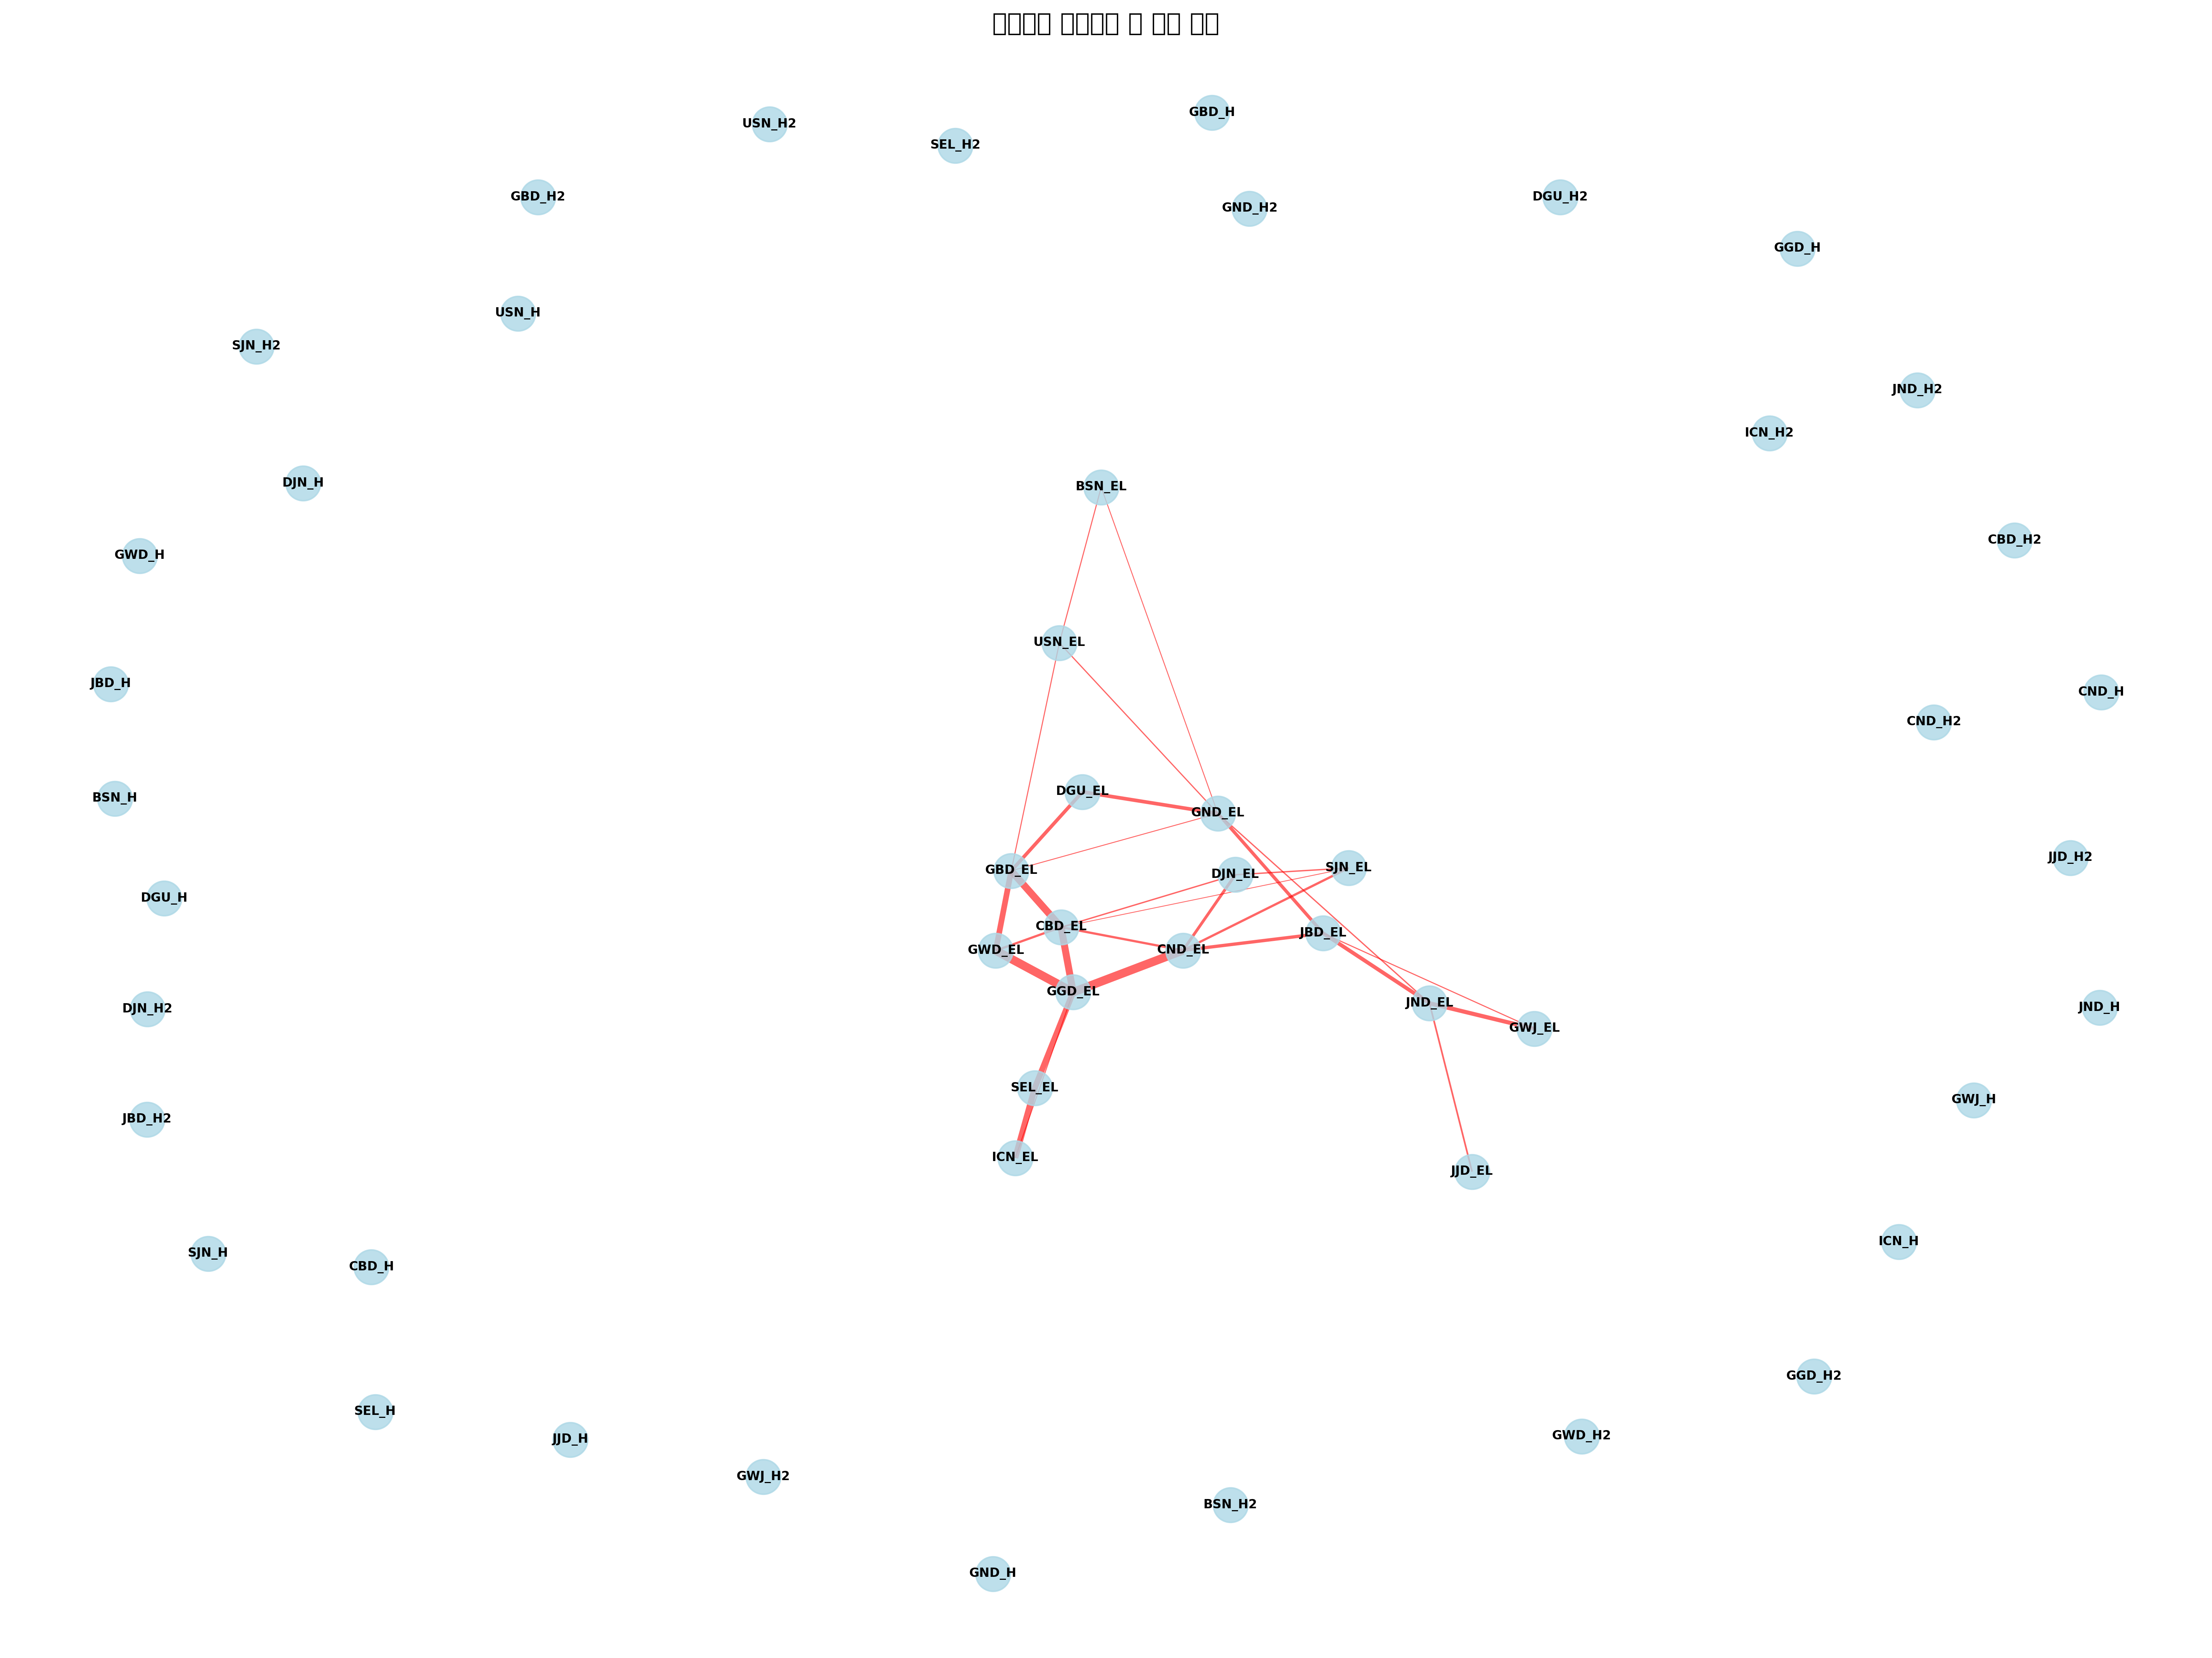 GBD_H
USN_H2
SEL_H2
GBD_H2
DGU_H2
GND_H2
GGD_H
USN_H
SJN_H2
JND_H2
ICN_H2
DJN_H
BSN_EL
CBD_H2
GWD_H
USN_EL
JBD_H
CND_H
CND_H2
DGU_EL
BSN_H
GND_EL
JJD_H2
SJN_EL
GBD_EL
DJN_EL
DGU_H
CBD_EL
JBD_EL
GWD_EL
CND_EL
GGD_EL
JND_EL
JND_H
DJN_H2
GWJ_EL
SEL_EL
GWJ_H
JBD_H2
ICN_EL
JJD_EL
ICN_H
SJN_H
CBD_H
GGD_H2
SEL_H
GWD_H2
JJD_H
GWJ_H2
BSN_H2
GND_H